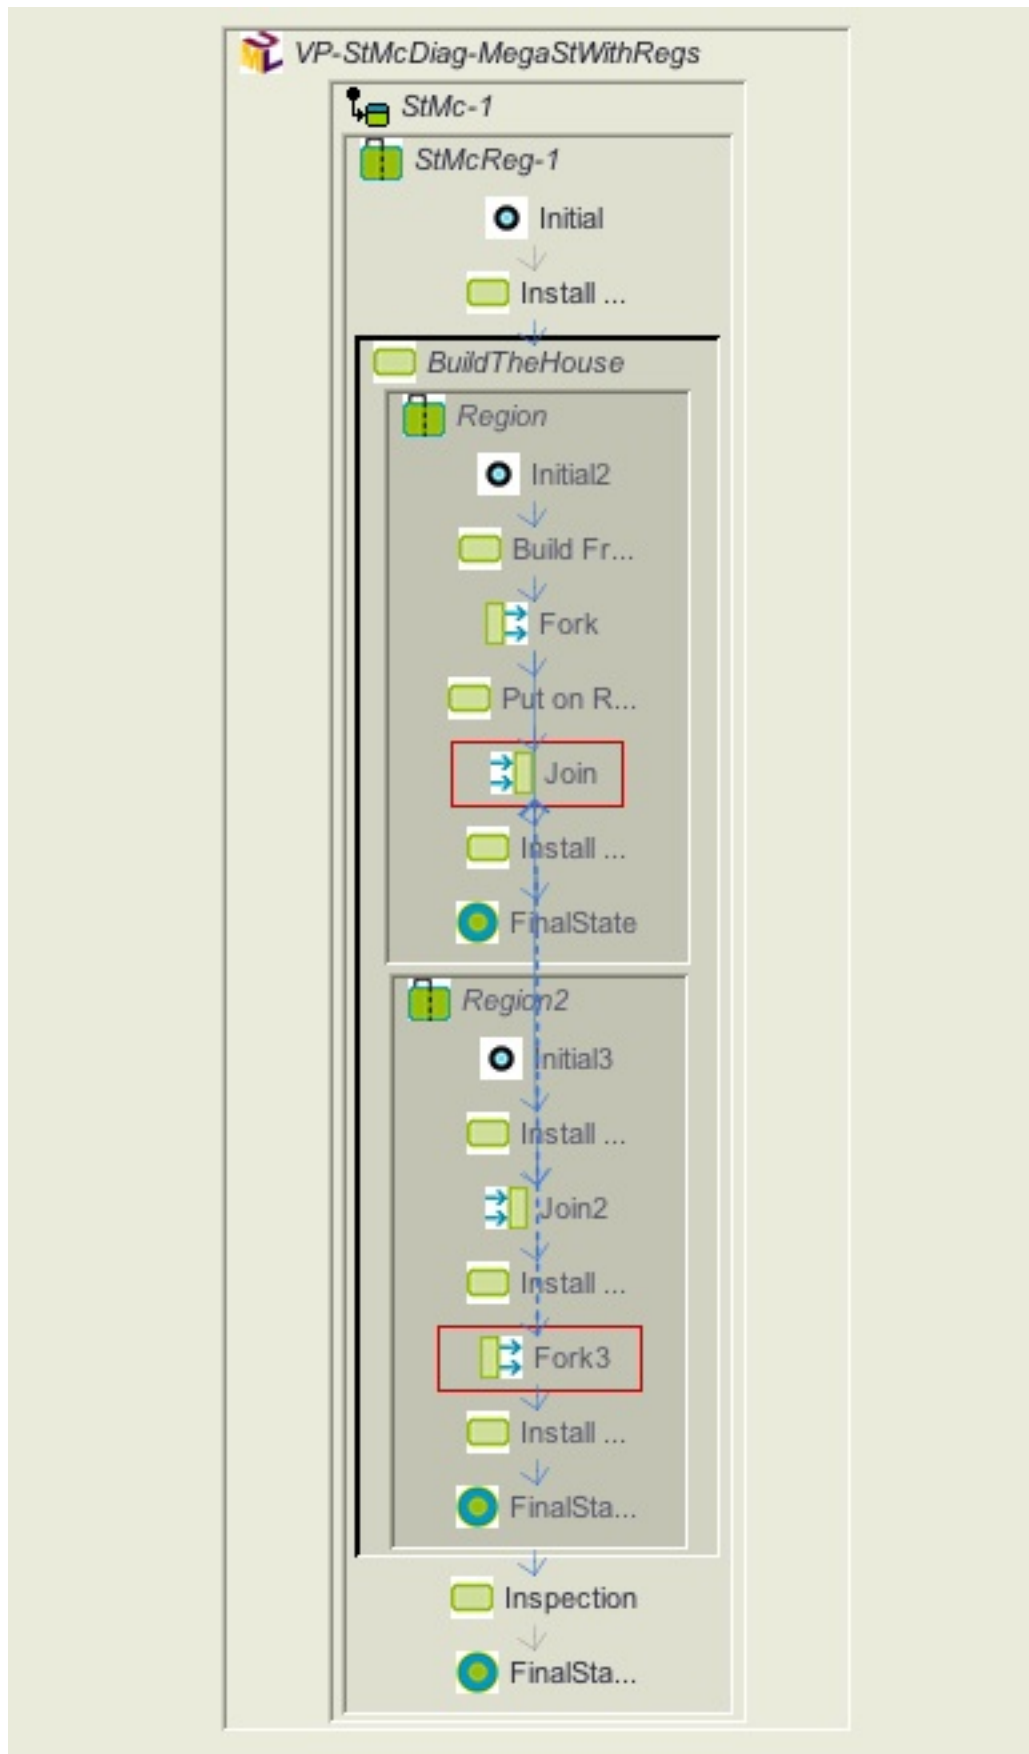 VP-StMcDiag-MegaStWithRegs
StMc-1
StMcReg-1
Initial
Install ...
BuildTheHouse
Region
Initial2
Build Fr...
Fork
Put on R...
Join
Install ...
FinalState
Region2
Initial3
Install ...
Join2
Install ...
Fork3
Install ...
FinalSta...
Inspection
FinalSta...